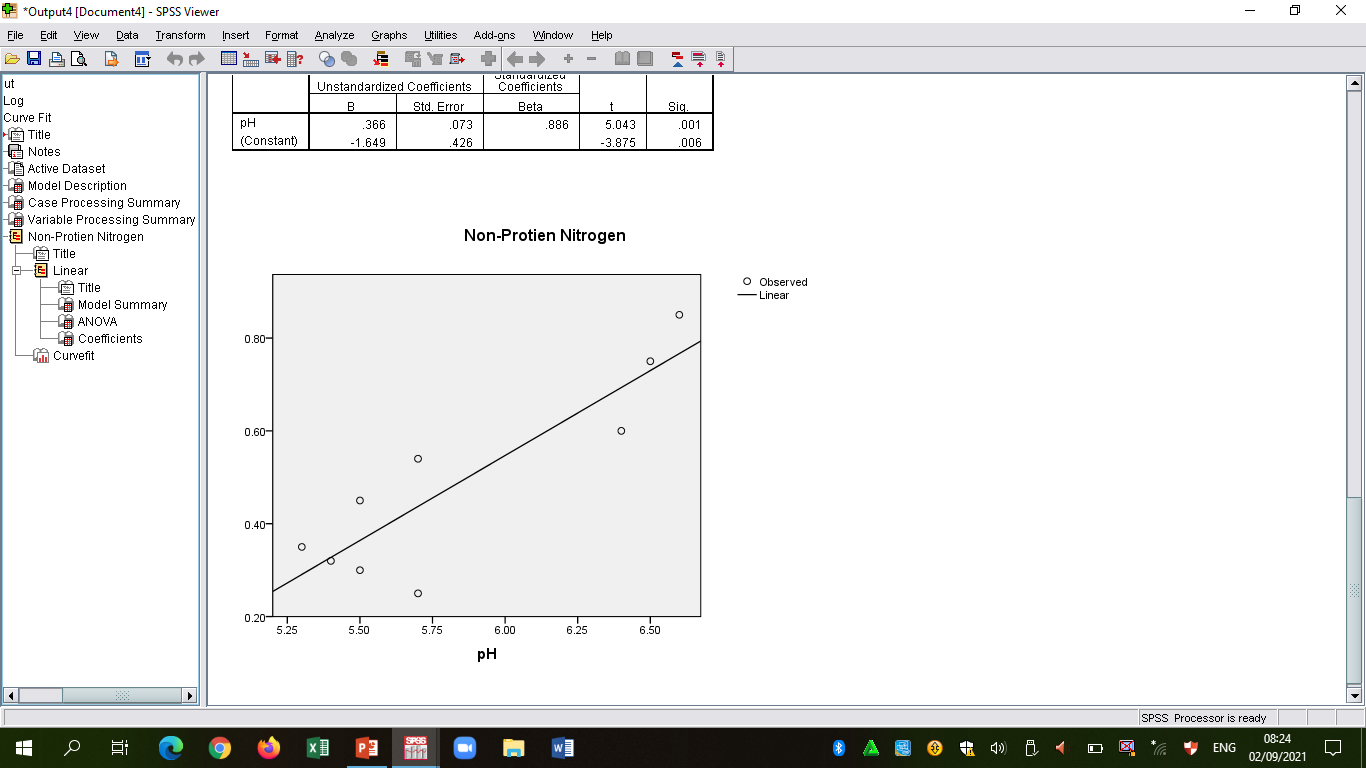 *Output4 [Document4] - SPSS Viewer
File Edit View Data Transform Insert Format Analyze Graphs Utilities Add-ons Window Help
ut
Log
Curve Fit
Title
Notes
Active Dataset
Model Description
Case Processing Summary
Variable Processing Summary
Non-Protien Nitrogen
Title
Linear
Title
Model Summary
ANOVA
Coefficients
Curvefit
Unstandardized Coefficients Standardized Coefficients
B Std. Error Beta t Sig.
pH .366 .073 .886 5.043 .001
(Constant) -1.649 .426 -3.875 .006
Non-Protien Nitrogen
Observed
Linear
0.80
0.60
0.40
0.20
5.25 5.50 5.75 6.00 6.25 6.50
pH
SPSS Processor is ready
ENG
08:24
02/09/2021